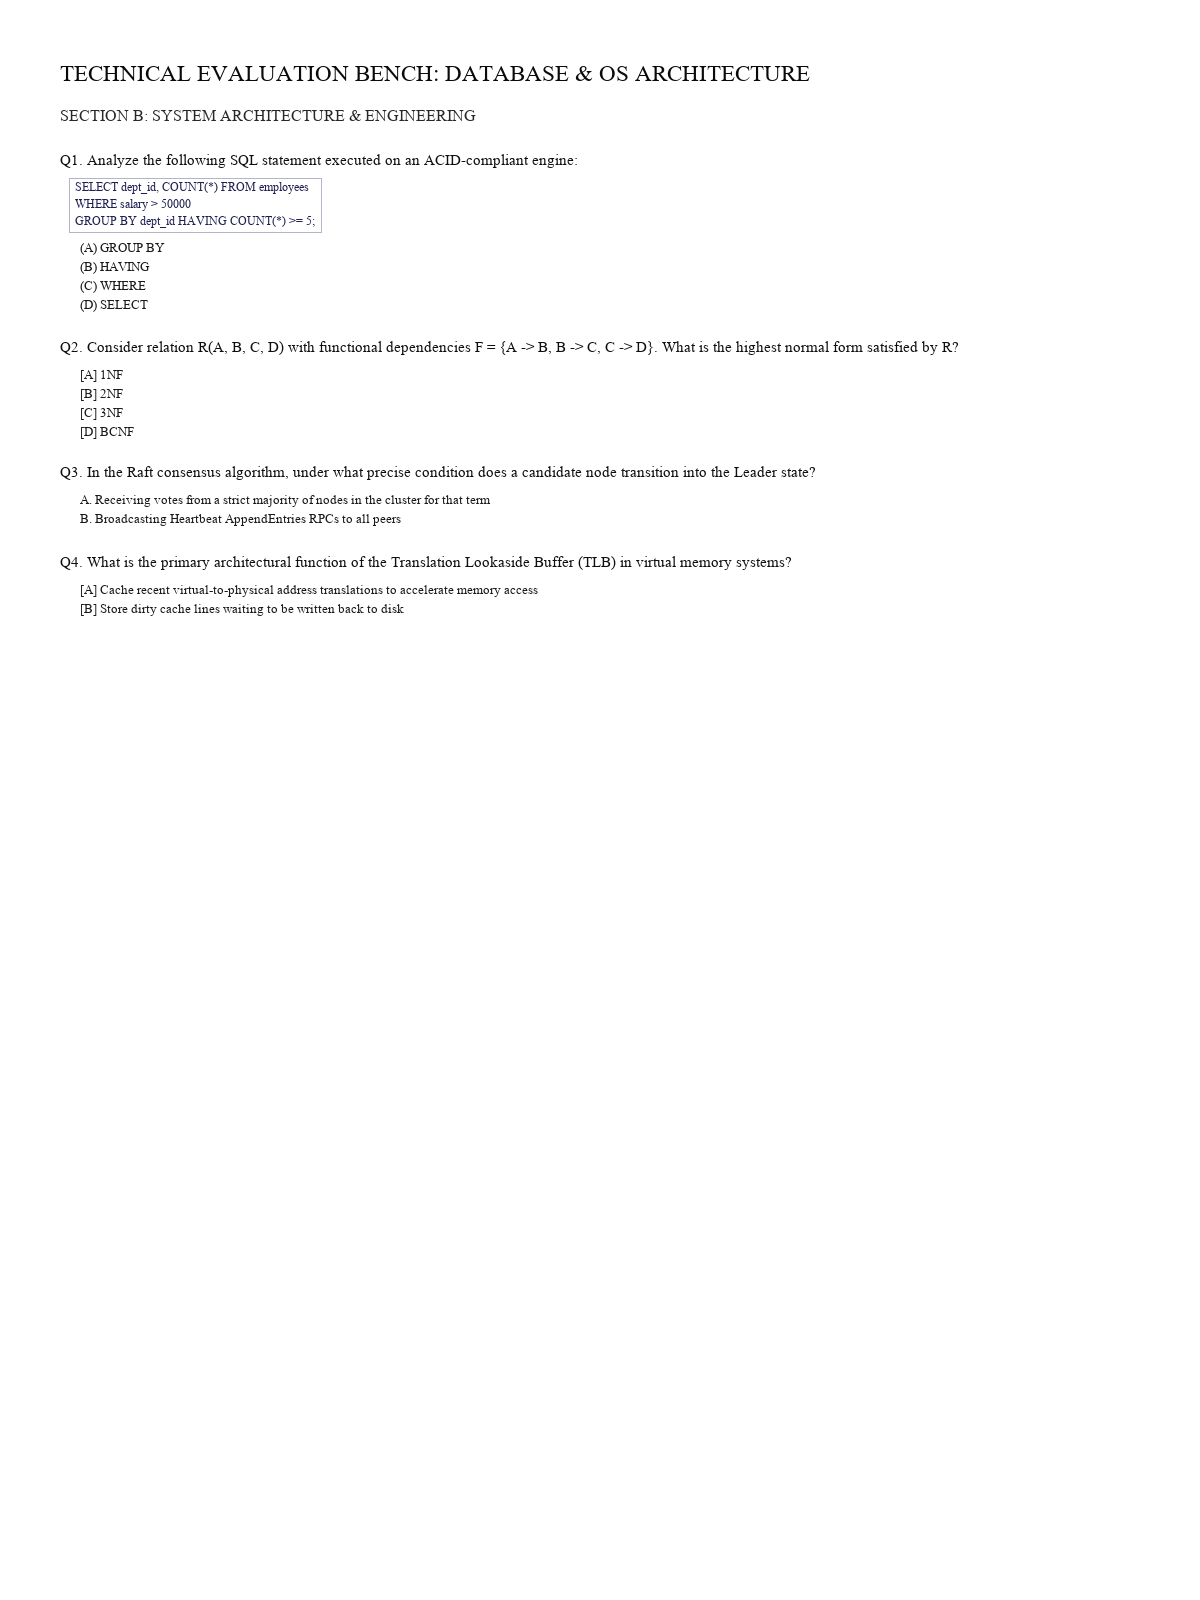 TECHNICAL EVALUATION BENCH: DATABASE & OS ARCHITECTURE
SECTION B: SYSTEM ARCHITECTURE & ENGINEERING
Q1. Analyze the following SQL statement executed on an ACID-compliant engine:
SELECT dept_id, COUNT(*) FROM employees
WHERE salary > 50000
GROUP BY dept_id HAVING COUNT(*) >= 5;
(A) GROUP BY
(B) HAVING
(C) WHERE
(D) SELECT
Q2. Consider relation R(A, B, C, D) with functional dependencies F = {A -> B, B -> C, C -> D}. What is the highest normal form satisfied by R?
[A] 1NF
[B] 2NF
[C] 3NF
[D] BCNF
Q3. In the Raft consensus algorithm, under what precise condition does a candidate node transition into the Leader state?
A. Receiving votes from a strict majority of nodes in the cluster for that term
B. Broadcasting Heartbeat AppendEntries RPCs to all peers
Q4. What is the primary architectural function of the Translation Lookaside Buffer (TLB) in virtual memory systems?
[A] Cache recent virtual-to-physical address translations to accelerate memory access
[B] Store dirty cache lines waiting to be written back to disk